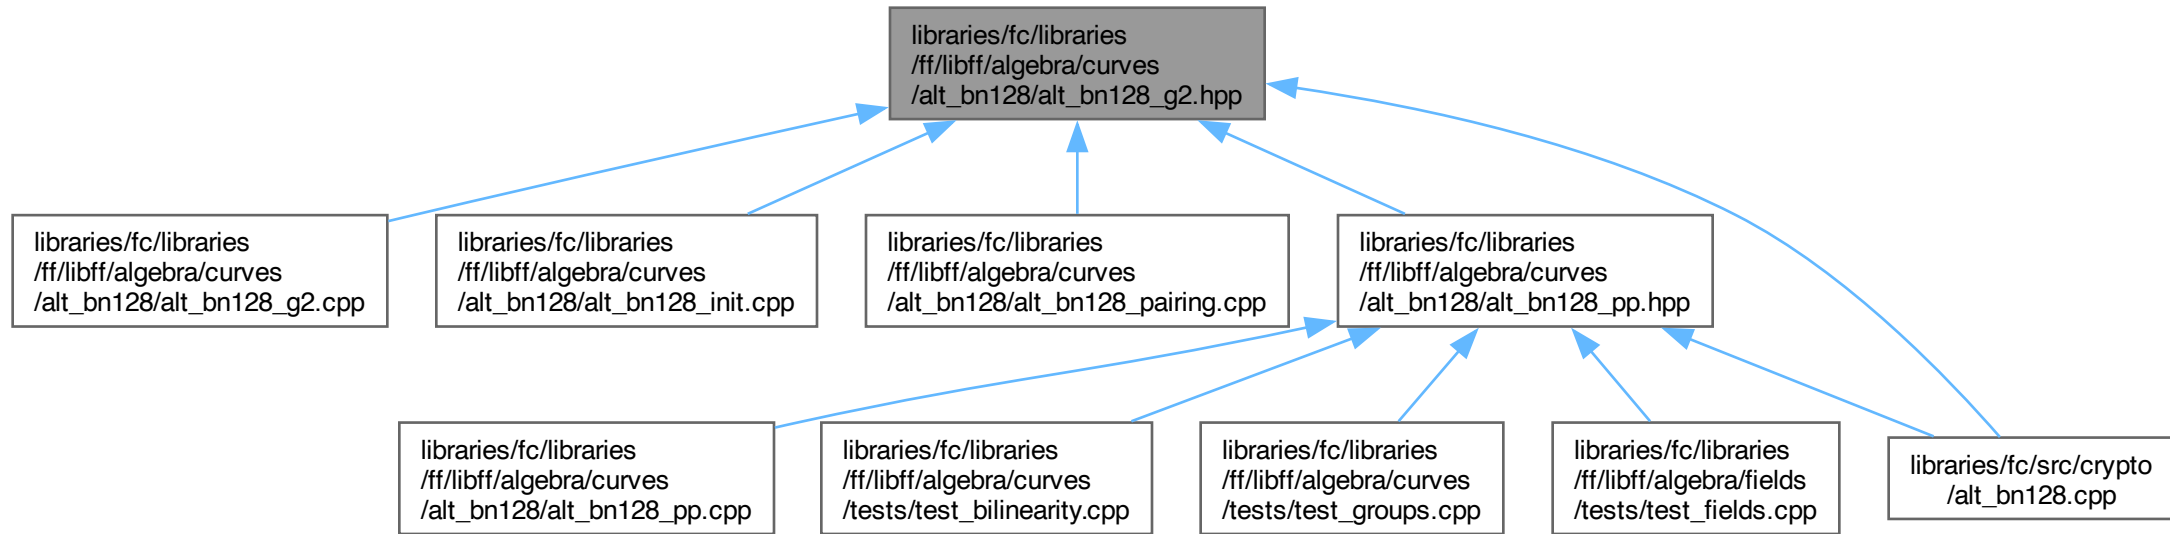 libraries/fc/libraries
/ff/libff/algebra/curves
/alt_bn128/alt_bn128_g2.hpp
libraries/fc/libraries
/ff/libff/algebra/curves
/alt_bn128/alt_bn128_g2.cpp
libraries/fc/libraries
/ff/libff/algebra/curves
/alt_bn128/alt_bn128_init.cpp
libraries/fc/libraries
/ff/libff/algebra/curves
/alt_bn128/alt_bn128_pairing.cpp
libraries/fc/libraries
/ff/libff/algebra/curves
/alt_bn128/alt_bn128_pp.hpp
libraries/fc/libraries
/ff/libff/algebra/curves
/alt_bn128/alt_bn128_pp.cpp
libraries/fc/libraries
/ff/libff/algebra/curves
/tests/test_bilinearity.cpp
libraries/fc/libraries
/ff/libff/algebra/curves
/tests/test_groups.cpp
libraries/fc/libraries
/ff/libff/algebra/fields
/tests/test_fields.cpp
libraries/fc/src/crypto
/alt_bn128.cpp